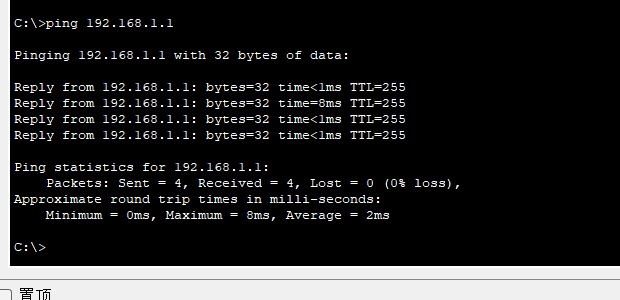 C:\>ping 192.168.1.1
Pinging 192.168.1.1 with 32 bytes of data:
Reply from 192.168.1.1: bytes=32 time<1ms TTL=255
Reply from 192.168.1.1: bytes=32 time=8ms TTL=255
Reply from 192.168.1.1: bytes=32 time<1ms TTL=255
Reply from 192.168.1.1: bytes=32 time<1ms TTL=255
Ping statistics for 192.168.1.1:
Packets: Sent = 4, Received = 4, Lost = 0 (0% loss),
Approximate round trip times in milli-seconds:
Minimum = 0ms, Maximum = 8ms, Average = 2ms
C:\>
置顶